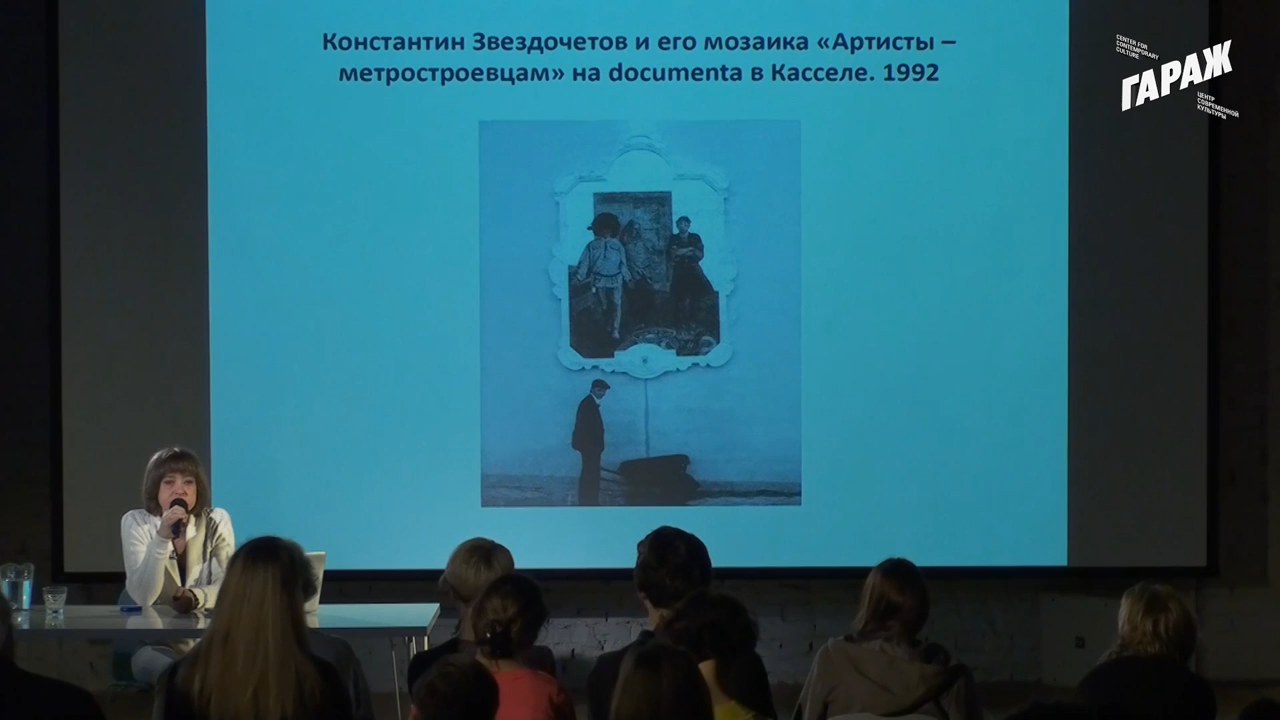 Константин Звездочетов и его мозаика «Артисты –
метростроевцам» на documenta в Касселе. 1992
CENTER FOR
CONTEMPORARY
CULTURE
ГАРАЖ
ЦЕНТР
СОВРЕМЕННОЙ
КУЛЬТУРЫ